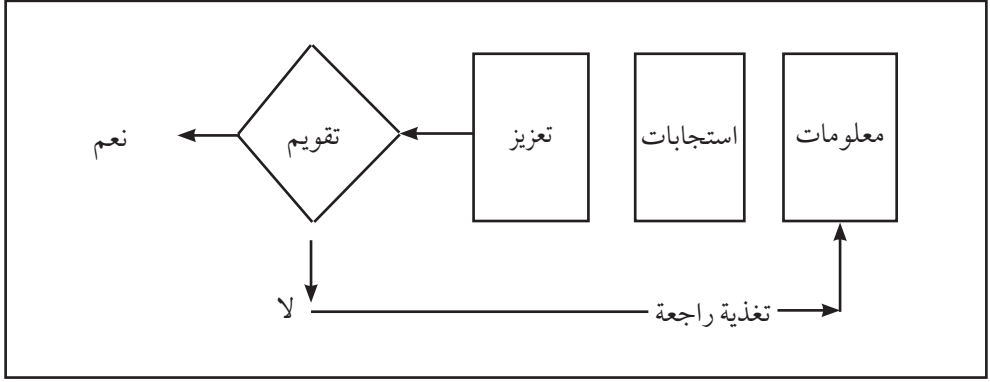 معلومات
استجابات
تعزيز
تقويم
نعم
لا
تغذية راجعة